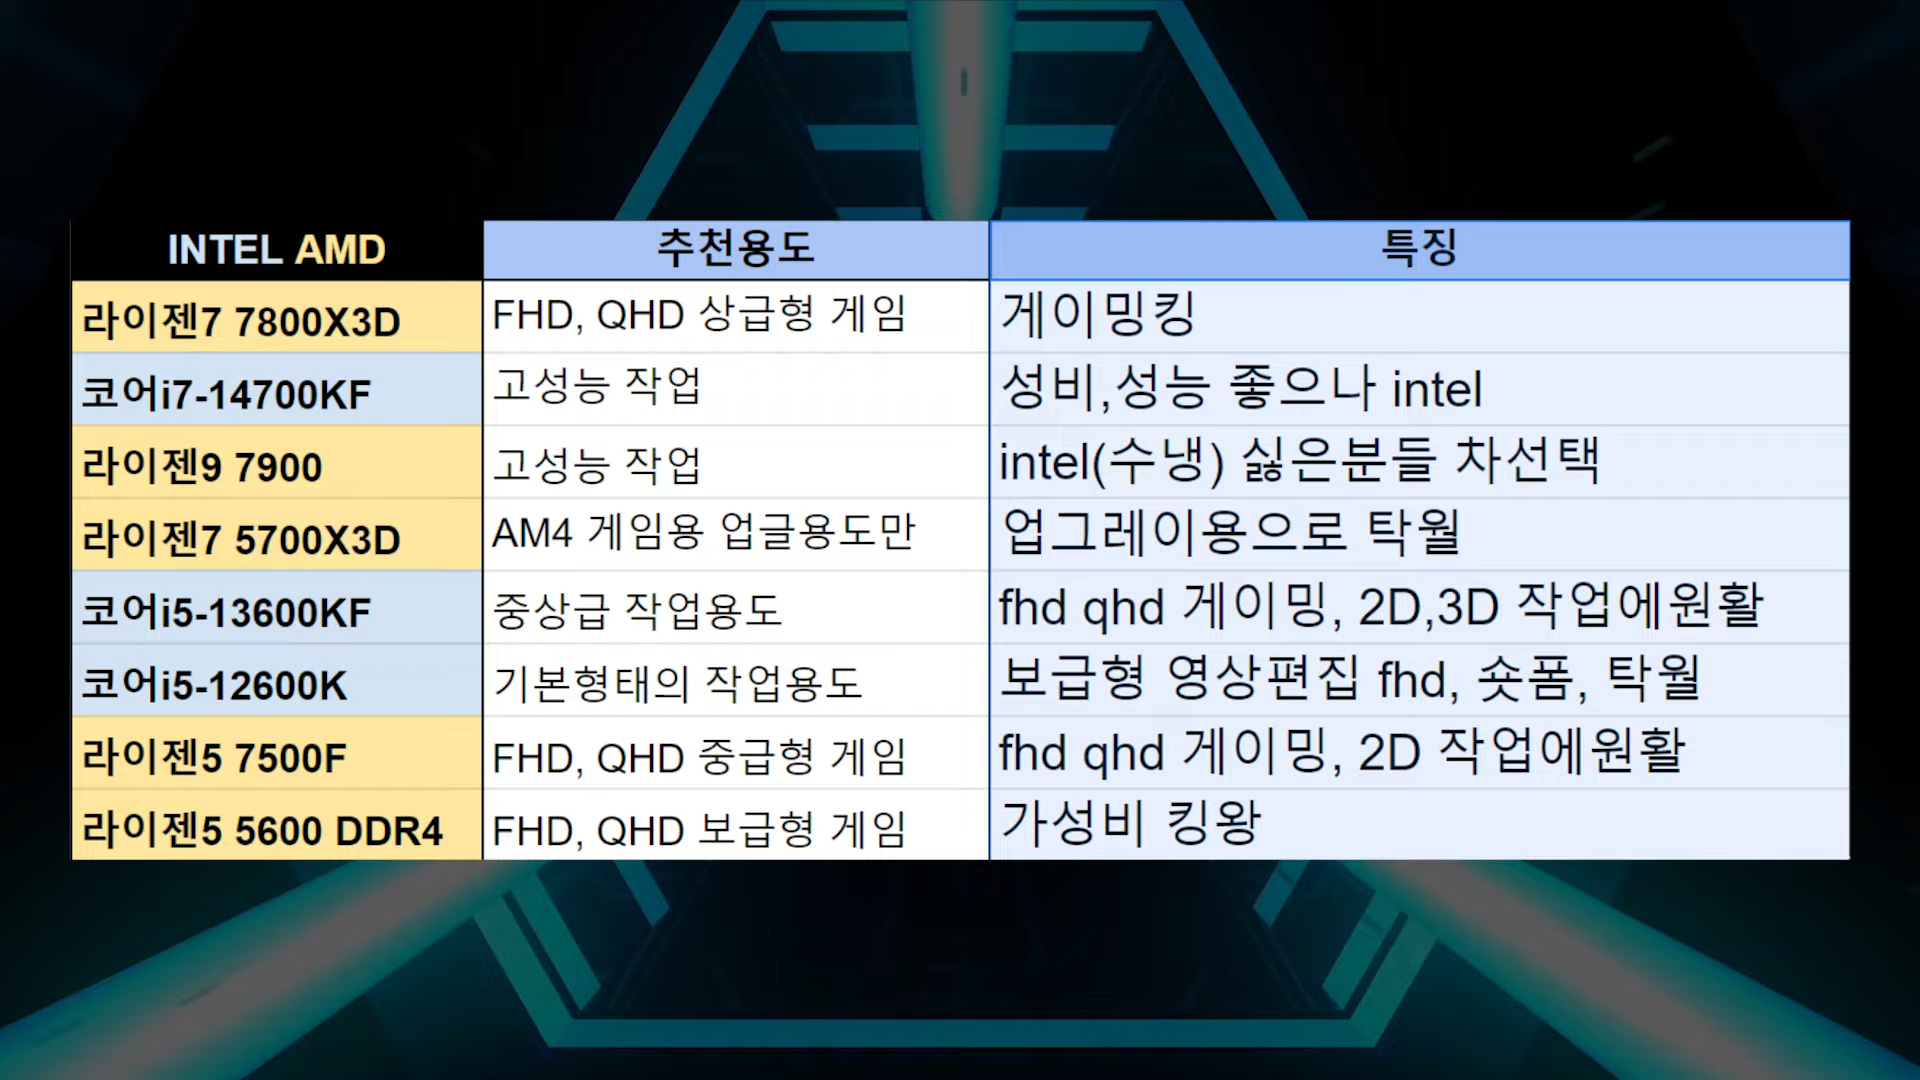 INTEL AMD 추천용도 특징
라이젠7 7800X3D FHD, QHD 상급형 게임 게이밍킹
코어i7-14700KF 고성능 작업 성비,성능 좋으나 intel
라이젠9 7900 고성능 작업 intel(수냉) 싫은분들 차선택
라이젠7 5700X3D AM4 게임용 업글용도만 업그레이용으로 탁월
코어i5-13600KF 중상급 작업용도 fhd qhd 게이밍, 2D,3D 작업에원활
코어i5-12600K 기본형태의 작업용도 보급형 영상편집 fhd, 숏폼, 탁월
라이젠5 7500F FHD, QHD 중급형 게임 fhd qhd 게이밍, 2D 작업에원활
라이젠5 5600 DDR4 FHD, QHD 보급형 게임 가성비 킹왕